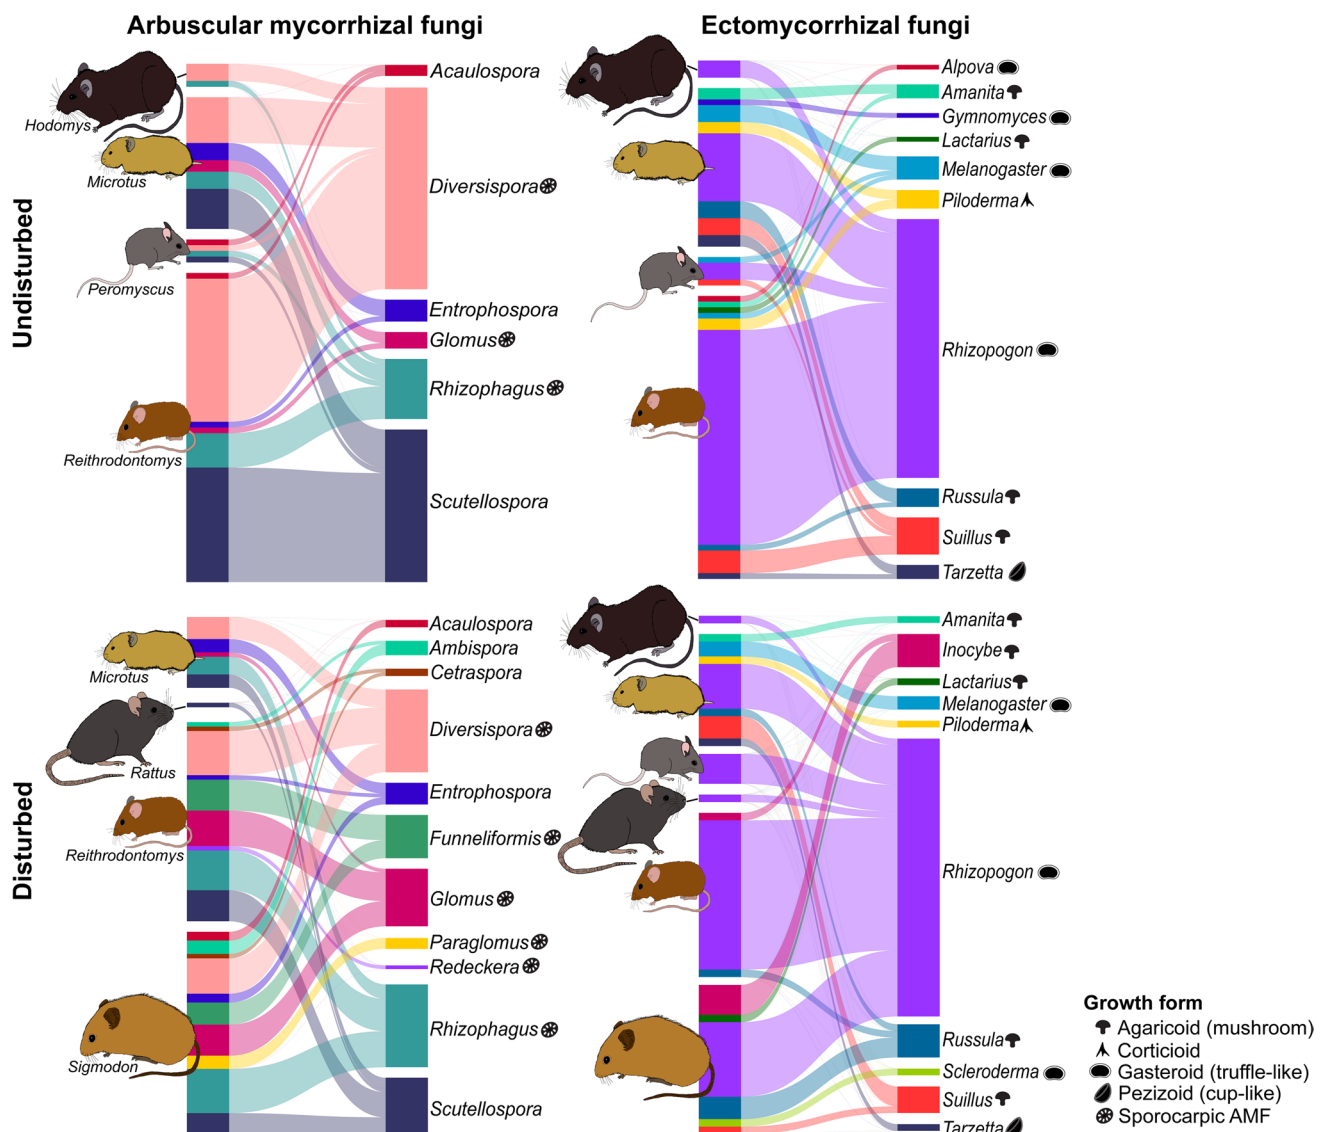 Arbuscular mycorrhizal fungi
Ectomycorrhizal fungi
Undisturbed
Hodomys
Microtus
Peromyscus
Reithrodontomys
Acaulospora
Diversispora
Entrophospora
Glomus
Rhizophagus
Scutellospora
Alpova
Amanita
Gymnomyces
Lactarius
Melanogaster
Piloderma
Rhizopogon
Russula
Suillus
Tarzetta
Disturbed
Microtus
Rattus
Reithrodontomys
Sigmodon
Acaulospora
Ambispora
Cetraspora
Diversispora
Entrophospora
Funneliformis
Glomus
Paraglomus
Redeckera
Rhizophagus
Scutellospora
Amanita
Inocybe
Lactarius
Melanogaster
Piloderma
Rhizopogon
Russula
Scleroderma
Suillus
Tarzetta
Growth form
Agaricoid (mushroom)
Corticioid
Gasteroid (truffle-like)
Pezizoid (cup-like)
Sporocarpic AMF